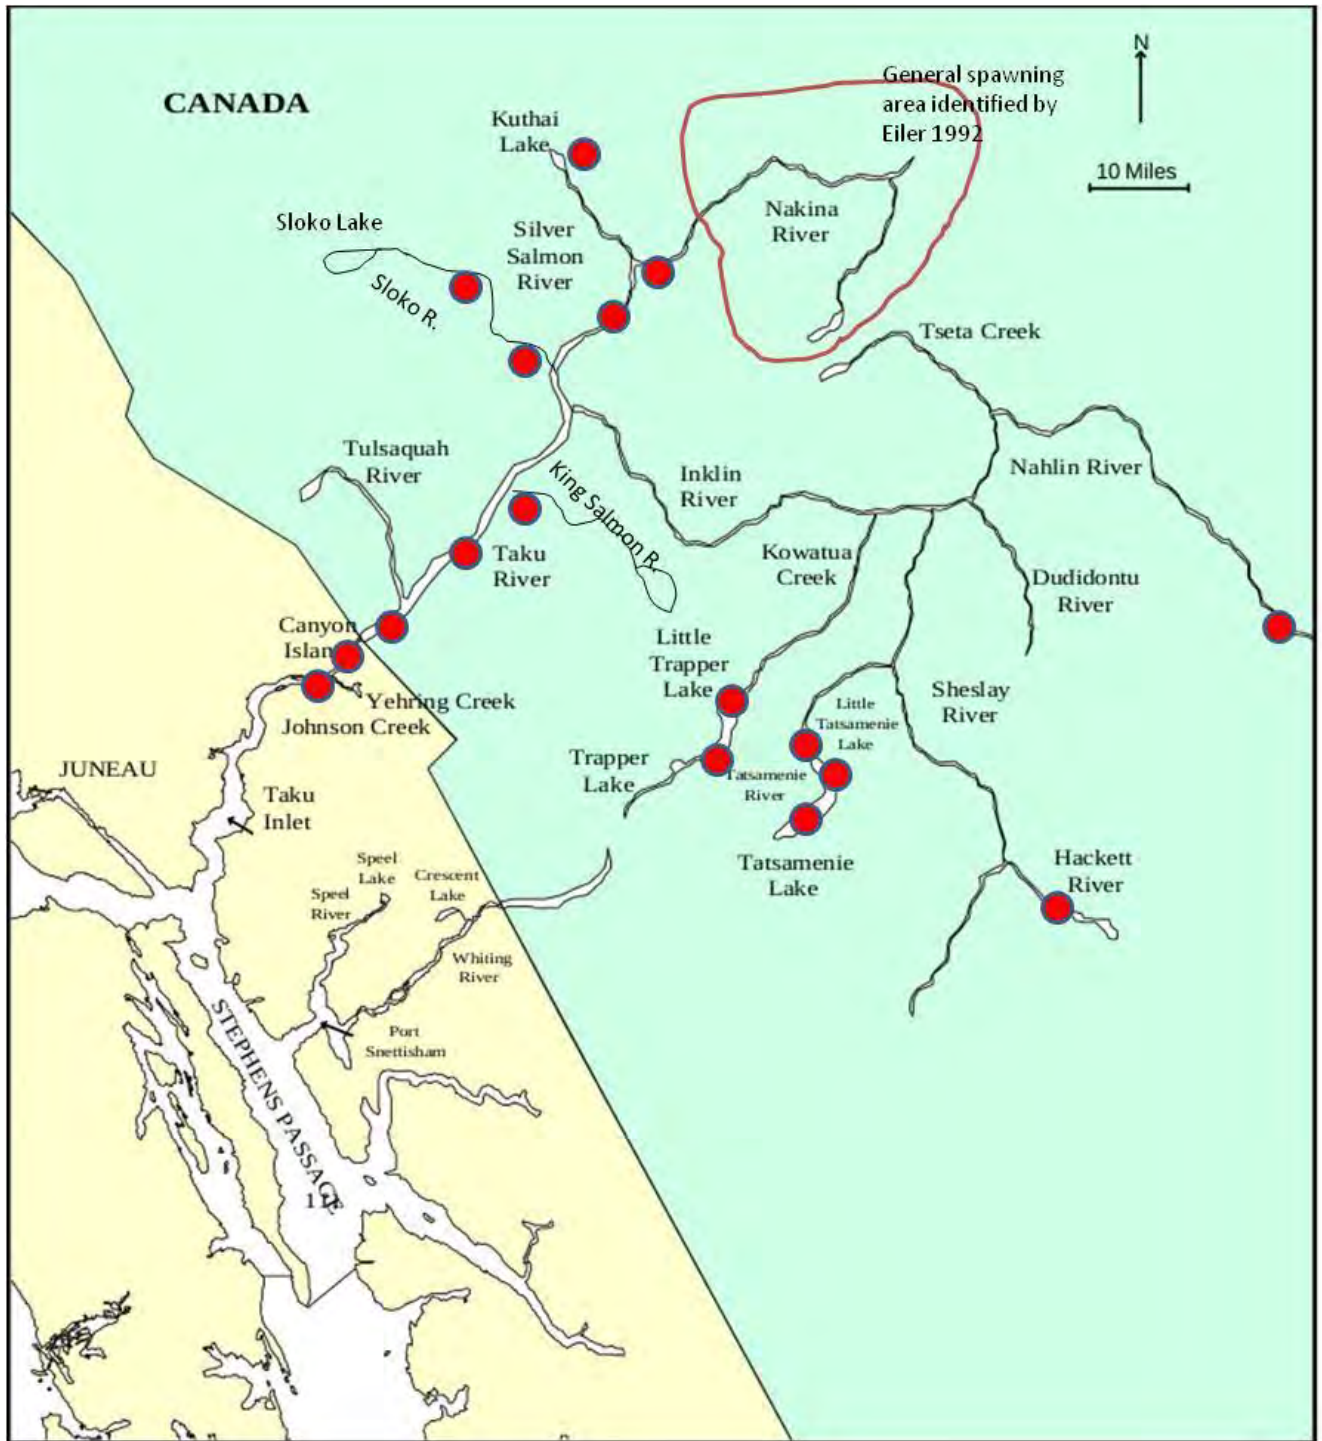 CANADA
General spawning
area identified by
Eiler 1992
N
10 Miles
Kuthai
Lake
Sloko Lake
Silver
Salmon
River
Nakina
River
Sloko R.
Tseta Creek
Tulsaquah
River
Inklin
River
Nahlin River
King Salmon R.
Taku
River
Kowatua
Creek
Dudidontu
River
Canyon
Islan
Little
Trapper
Lake
Yehring Creek
Johnson Creek
Sheslay
River
Little
Tatsamenie
Lake
JUNEAU
Trapper
Lake
Tatsamenie
River
Taku
Inlet
Tatsamenie
Lake
Hackett
River
Speel
Lake
Crescent
Lake
Speel
River
Whiting
River
Port
Snettisham
STEPHENS PASSAGE